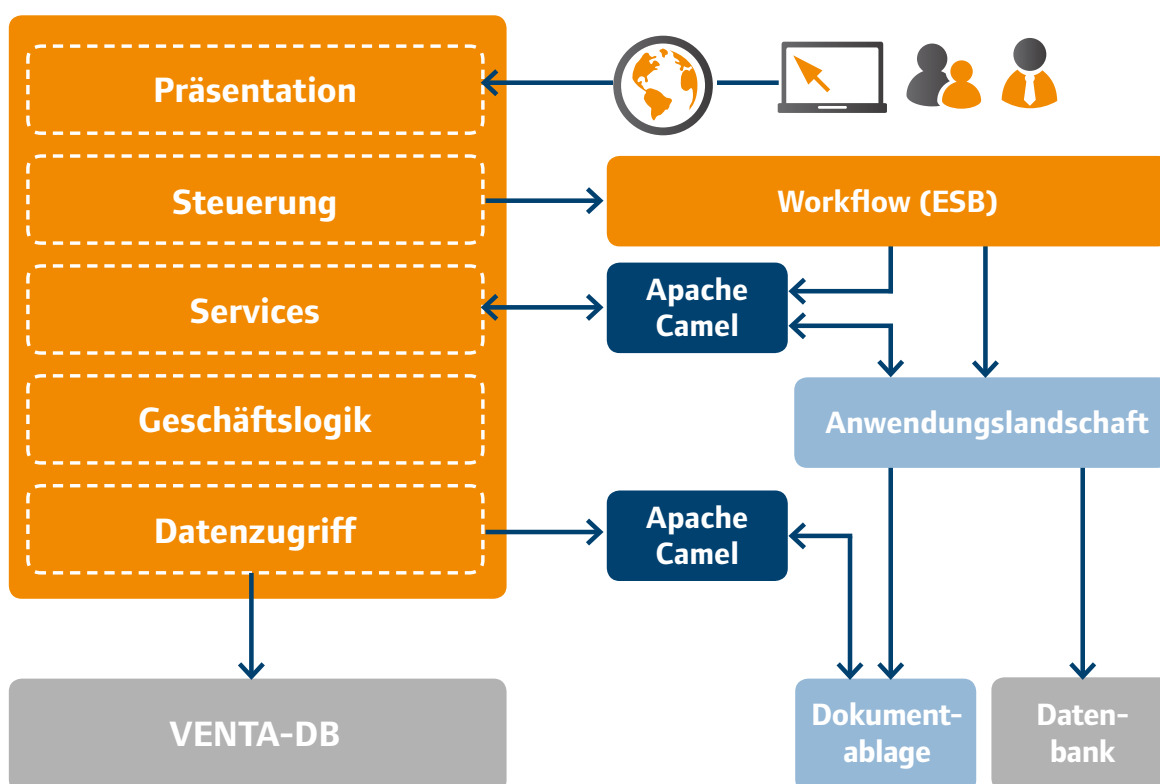 Präsentation
Steuerung
Workflow (ESB)
Services
Apache
Camel
Geschäftslogik
Anwendungslandschaft
Datenzugriff
Apache
Camel
VENTA-DB
Dokument-
ablage
Daten-
bank